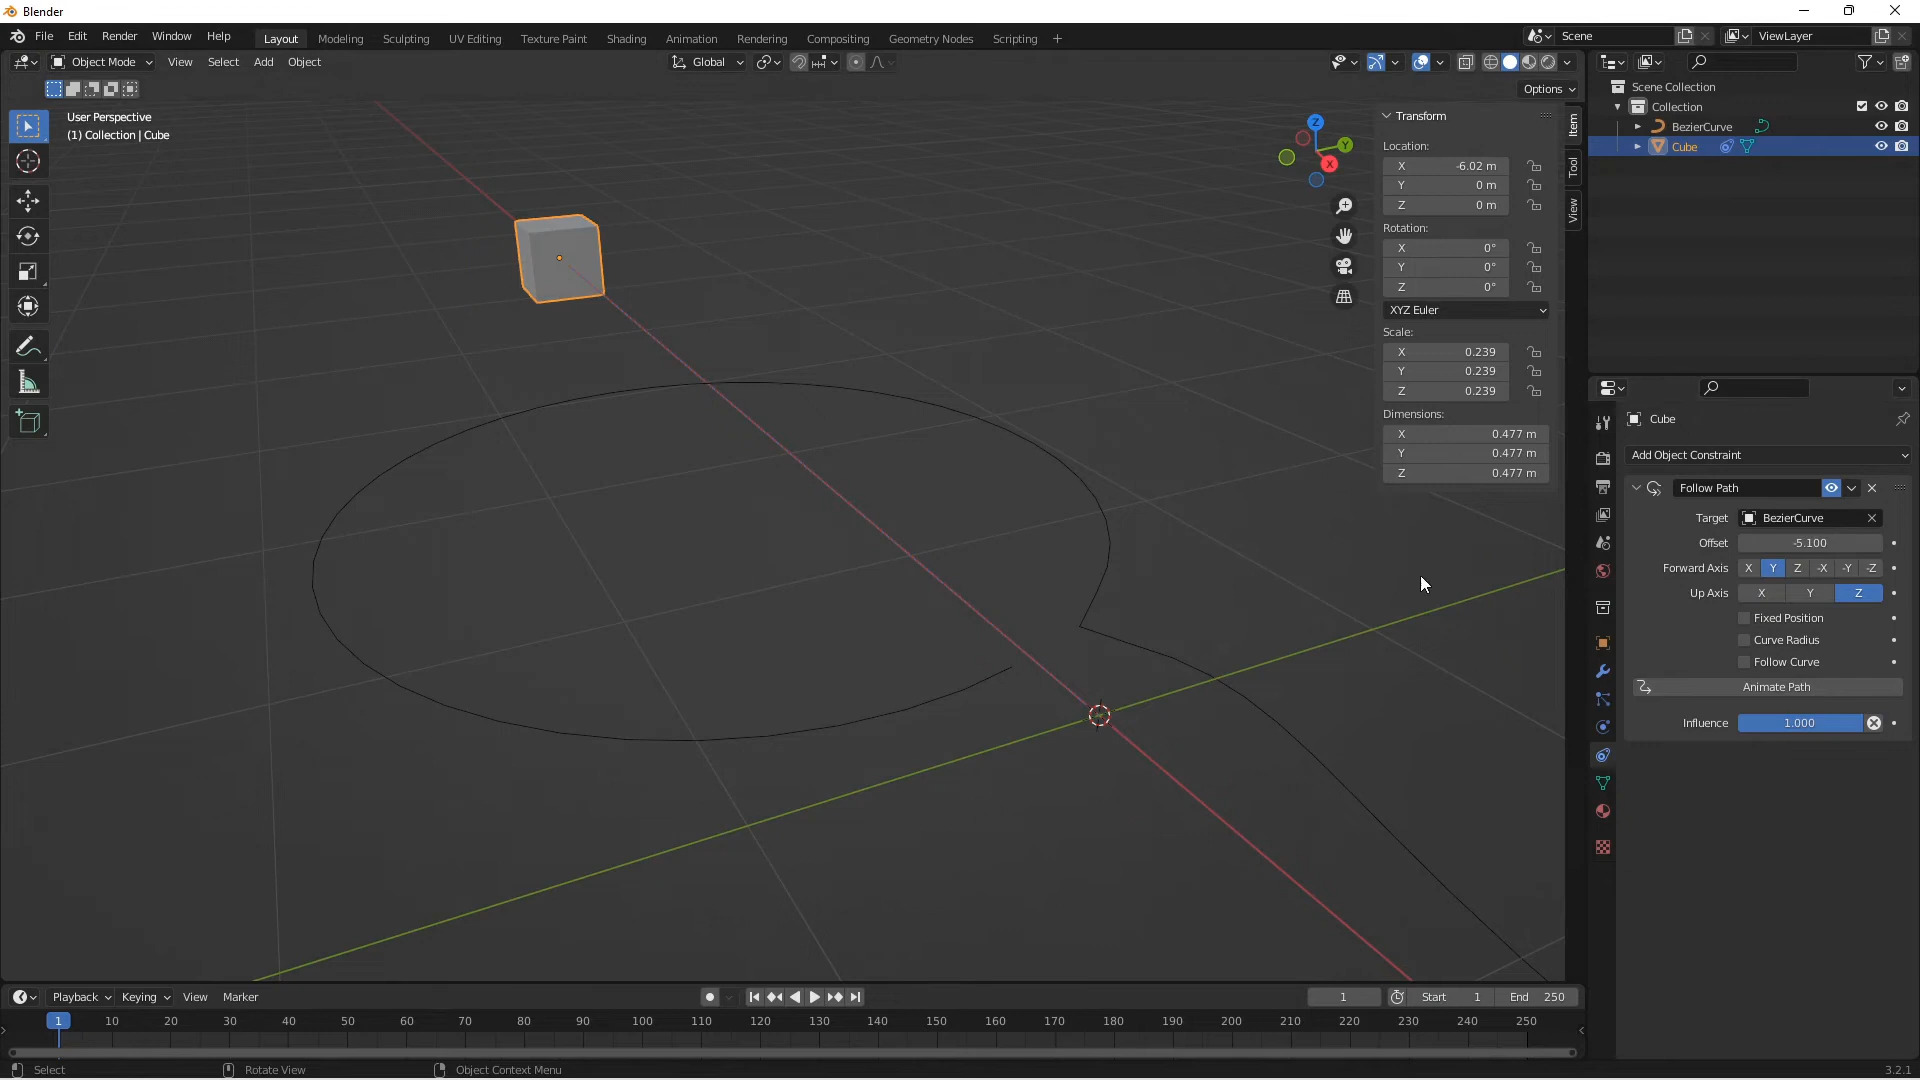 Blender
File Edit Render Window Help
Layout Modeling Sculpting UV Editing Texture Paint Shading Animation Rendering Compositing Geometry Nodes Scripting +
Scene
ViewLayer
Object Mode View Select Add Object
Global
Options
User Perspective
(1) Collection | Cube
Z
Y
X
Transform
Location:
X -6.02 m
Y 0 m
Z 0 m
Rotation:
X 0°
Y 0°
Z 0°
XYZ Euler
Scale:
X 0.239
Y 0.239
Z 0.239
Dimensions:
X 0.477 m
Y 0.477 m
Z 0.477 m
Item
Tool
View
Scene Collection
Collection
BezierCurve
Cube
Cube
Add Object Constraint
Follow Path
Target BezierCurve
Offset -5.100
Forward Axis X Y Z -X -Y -Z
Up Axis X Y Z
Fixed Position
Curve Radius
Follow Curve
Animate Path
Influence 1.000
Playback Keying View Marker
1
Start 1 End 250
1 10 20 30 40 50 60 70 80 90 100 110 120 130 140 150 160 170 180 190 200 210 220 230 240 250
Select
Rotate View
Object Context Menu
3.2.1